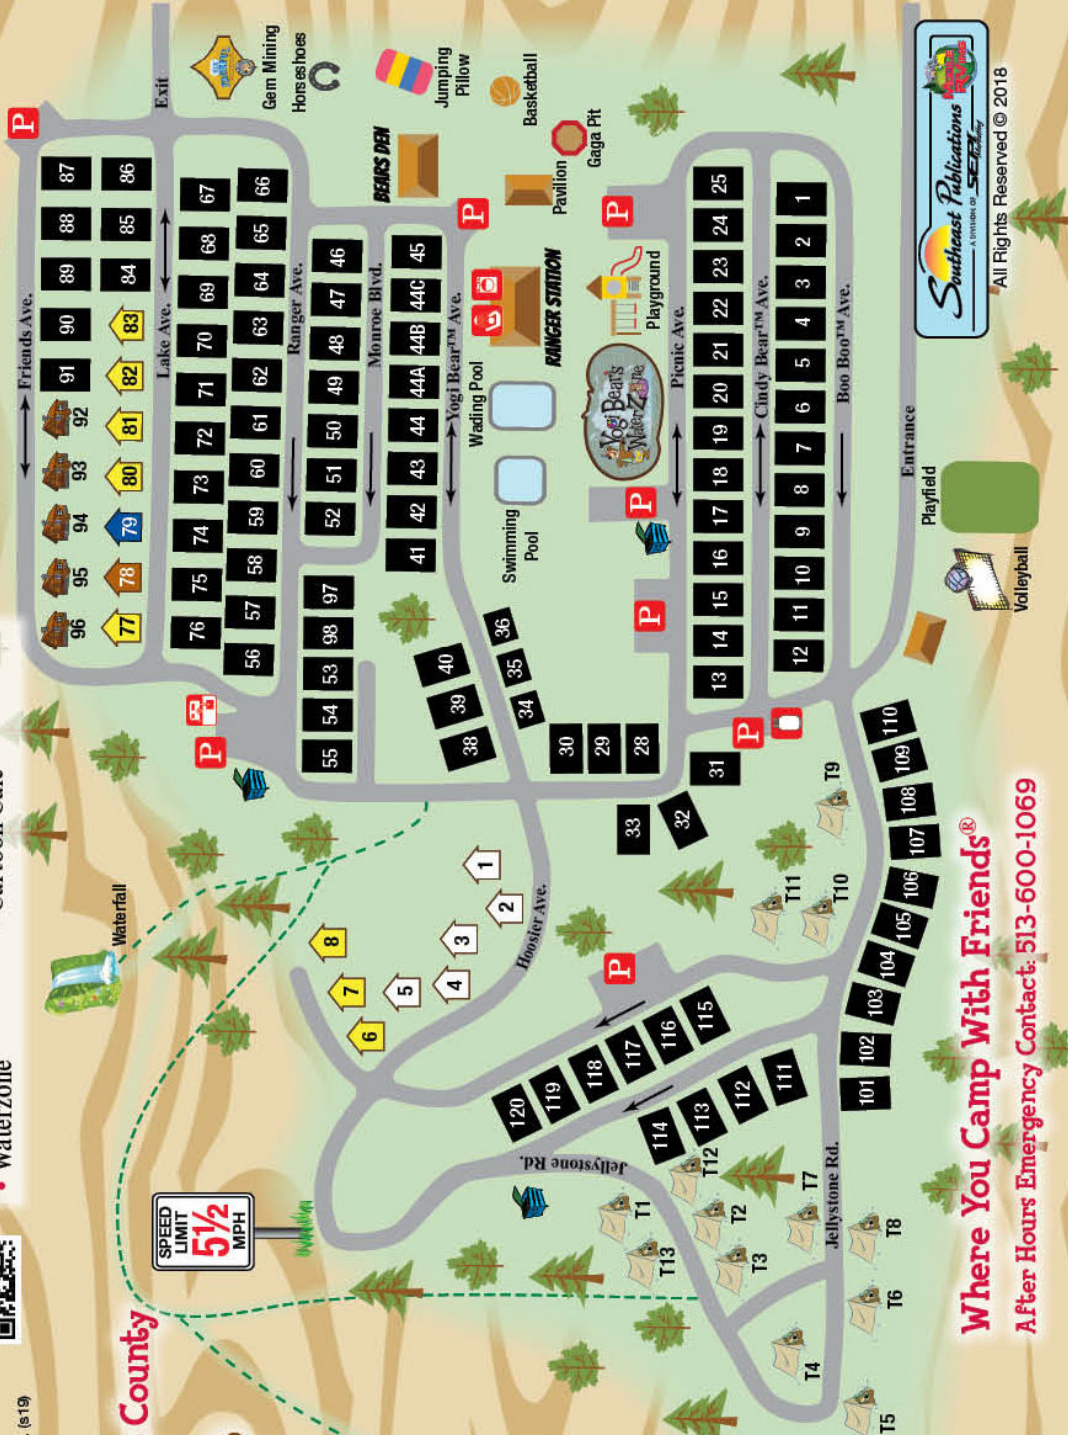 Waterzone
(s19)
County
SPEED
LIMIT
5½
MPH
Waterfall
Friends Ave.
Lake Ave.
Exit
Gem Mining
Horseshoes
Jumping
Pillow
Basketball
Gaga Pit
Pavilion
BEARS DEN
RANGER STATION
Playground
Wading Pool
Swimming
Pool
Yogi Bear's
Water Zone
Ranger Ave.
Monroe Blvd.
Yogi Bear™ Ave.
Picnic Ave.
Cindy Bear™ Ave.
Boo Boo™ Ave.
Entrance
Playfield
Volleyball
Hoosier Ave.
Jellystone Rd.
Jellystone Rd.
P
P
P
P
P
P
P
P
P
96 95 94 93 92 91 90 89 88 87
77 78 79 80 81 82 83 84 85 86
76 75 74 73 72 71 70 69 68 67
56 57 58 59 60 61 62 63 64 65 66
55 54 53 98 97 52 51 50 49 48 47 46
41 42 43 44 44A 44B 44C 45
38 39 40
34 35 36
30
29
28
31
32
33
13 14 15 16 17 18 19 20 21 22 23 24 25
12 11 10 9 8 7 6 5 4 3 2 1
1
2
3
4
5
6
7
8
120 119 118 117 116 115
114 113 112 111
101 102 103 104 105 106 107 108 109 110
T1
T2
T3
T4
T5
T6
T7
T8
T9
T10
T11
T12
T13
Southeast Publications
A DIVISION OF SEPI
All Rights Reserved © 2018
Where You Camp With Friends®
After Hours Emergency Contact: 513-600-1069